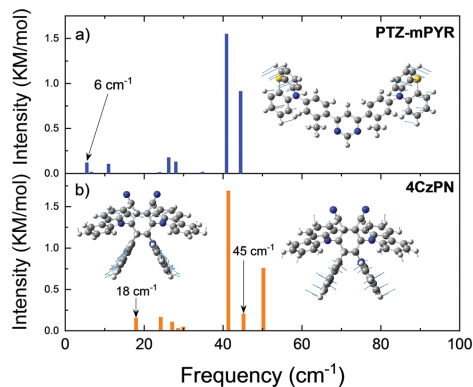 a)
PTZ-mPYR
Intensity (KM/mol)
1.5
1.0
0.5
0.0
6 cm⁻¹
b)
4CzPN
Intensity (KM/mol)
1.5
1.0
0.5
0.0
18 cm⁻¹
45 cm⁻¹
0 20 40 60 80 100
Frequency (cm⁻¹)